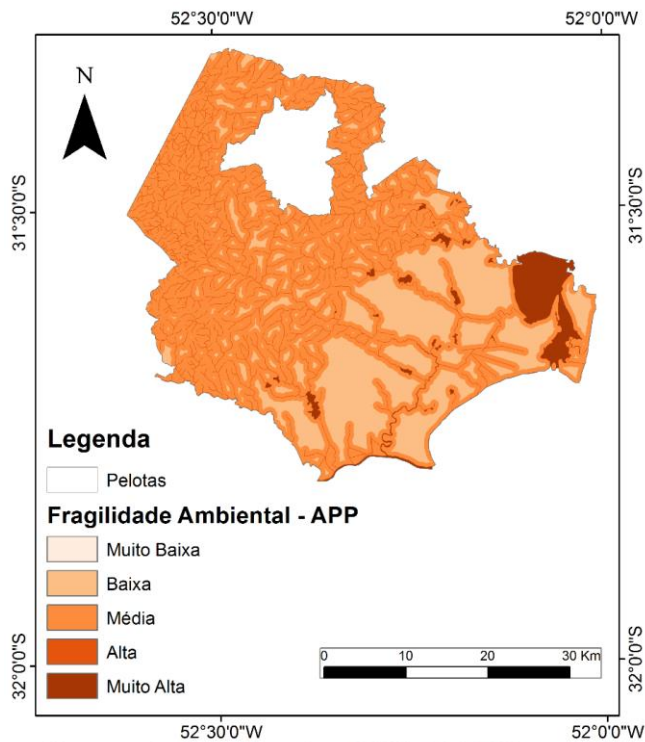 52°30'0"W 52°0'0"W
N
31°30'0"S 31°30'0"S
Legenda
Pelotas
Fragilidade Ambiental - APP
Muito Baixa
Baixa
Média
Alta
Muito Alta
0 10 20 30 Km
32°0'0"S 32°0'0"S
52°30'0"W 52°0'0"W